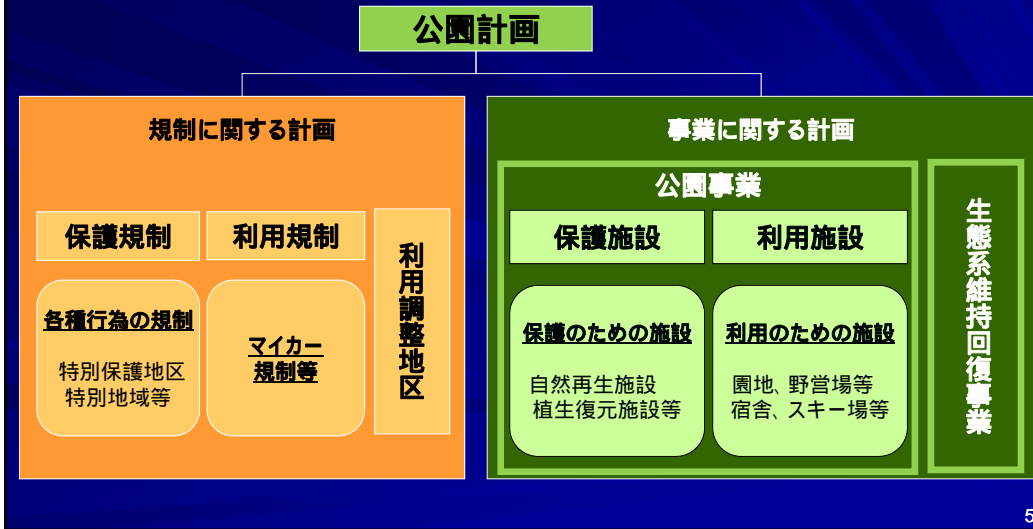 公園計画
規制に関する計画
保護規制
利用規制
利用調整地区
各種行為の規制
特別保護地区
特別地域等
マイカー
規制等
事業に関する計画
公園事業
保護施設
利用施設
保護のための施設
自然再生施設
植生復元施設等
利用のための施設
園地、野営場等
宿舎、スキー場等
生態系維持回復事業
5